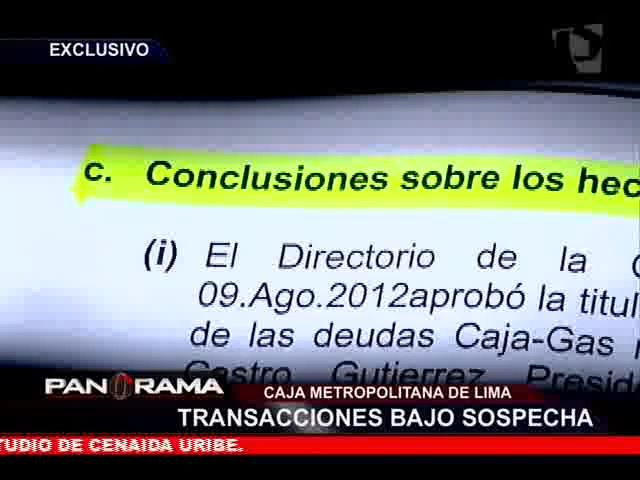 EXCLUSIVO
c. Conclusiones sobre los hec
(i) El Directorio de la
09.Ago.2012aprobó la titul
de las deudas Caja-Gas
Castro Gutierrez Presid
PANORAMA
CAJA METROPOLITANA DE LIMA
TRANSACCIONES BAJO SOSPECHA
TUDIO DE CENAIDA URIBE.